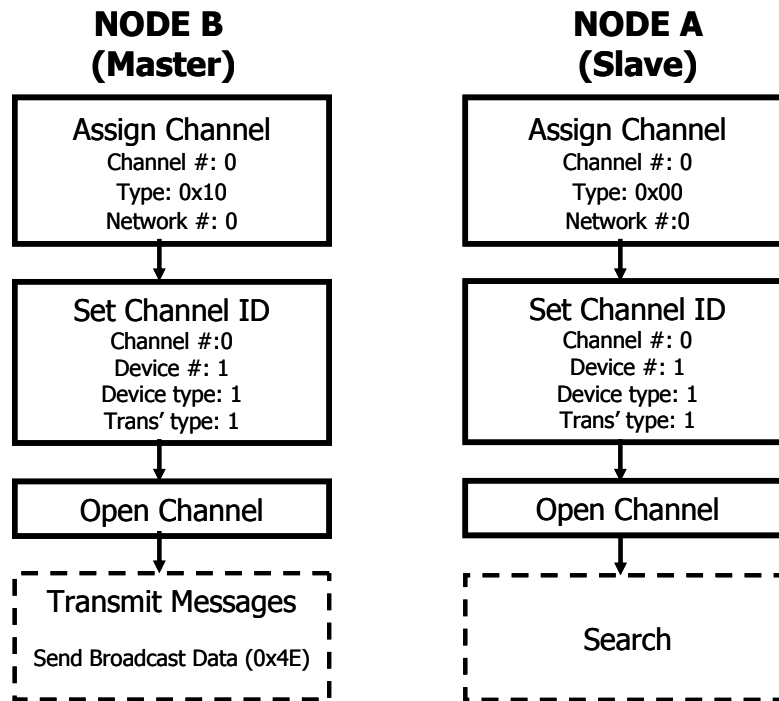 NODE B
(Master)
Assign Channel
Channel #: 0
Type: 0x10
Network #: 0
Set Channel ID
Channel #:0
Device #: 1
Device type: 1
Trans’ type: 1
Open Channel
Transmit Messages
Send Broadcast Data (0x4E)
NODE A
(Slave)
Assign Channel
Channel #: 0
Type: 0x00
Network #:0
Set Channel ID
Channel #: 0
Device #: 1
Device type: 1
Trans’ type: 1
Open Channel
Search